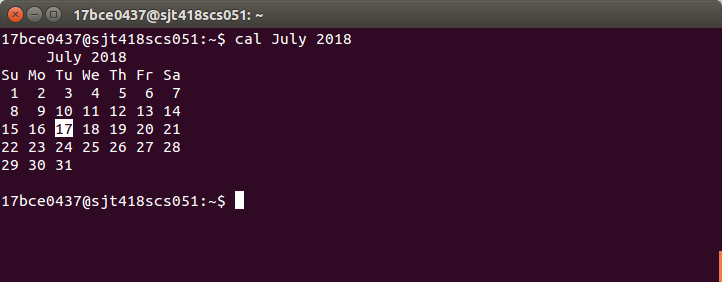 17bce0437@sjt418scs051: ~
17bce0437@sjt418scs051:~$ cal July 2018
     July 2018
Su Mo Tu We Th Fr Sa
 1  2  3  4  5  6  7
 8  9 10 11 12 13 14
15 16 17 18 19 20 21
22 23 24 25 26 27 28
29 30 31
17bce0437@sjt418scs051:~$